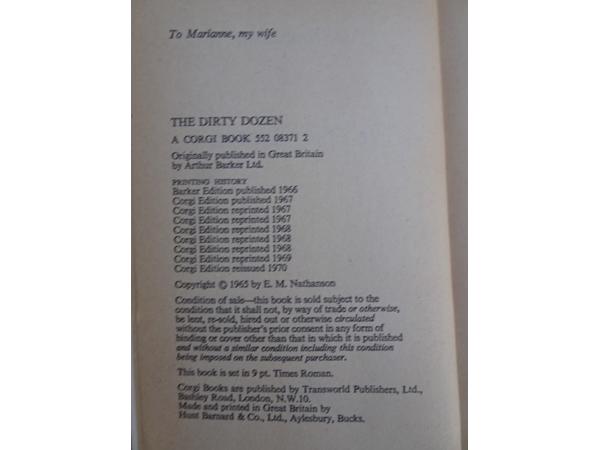 To Marianne, my wife
THE DIRTY DOZEN
A CORGI BOOK 552 08371 2
Originally published in Great Britain
by Arthur Barker Ltd.
PRINTING HISTORY
Barker Edition published 1966
Corgi Edition published 1967
Corgi Edition reprinted 1967
Corgi Edition reprinted 1967
Corgi Edition reprinted 1968
Corgi Edition reprinted 1968
Corgi Edition reprinted 1968
Corgi Edition reprinted 1969
Corgi Edition reissued 1970
Copyright © 1965 by E. M. Nathanson
Condition of sale—this book is sold subject to the
condition that it shall not, by way of trade or otherwise,
be lent, re-sold, hired out or otherwise circulated
without the publisher's prior consent in any form of
binding or cover other than that in which it is published
and without a similar condition including this condition
being imposed on the subsequent purchaser.
This book is set in 9 pt. Times Roman.
Corgi Books are published by Transworld Publishers, Ltd.,
Bashley Road, London, N.W.10.
Made and printed in Great Britain by
Hunt Barnard & Co., Ltd., Aylesbury, Bucks.